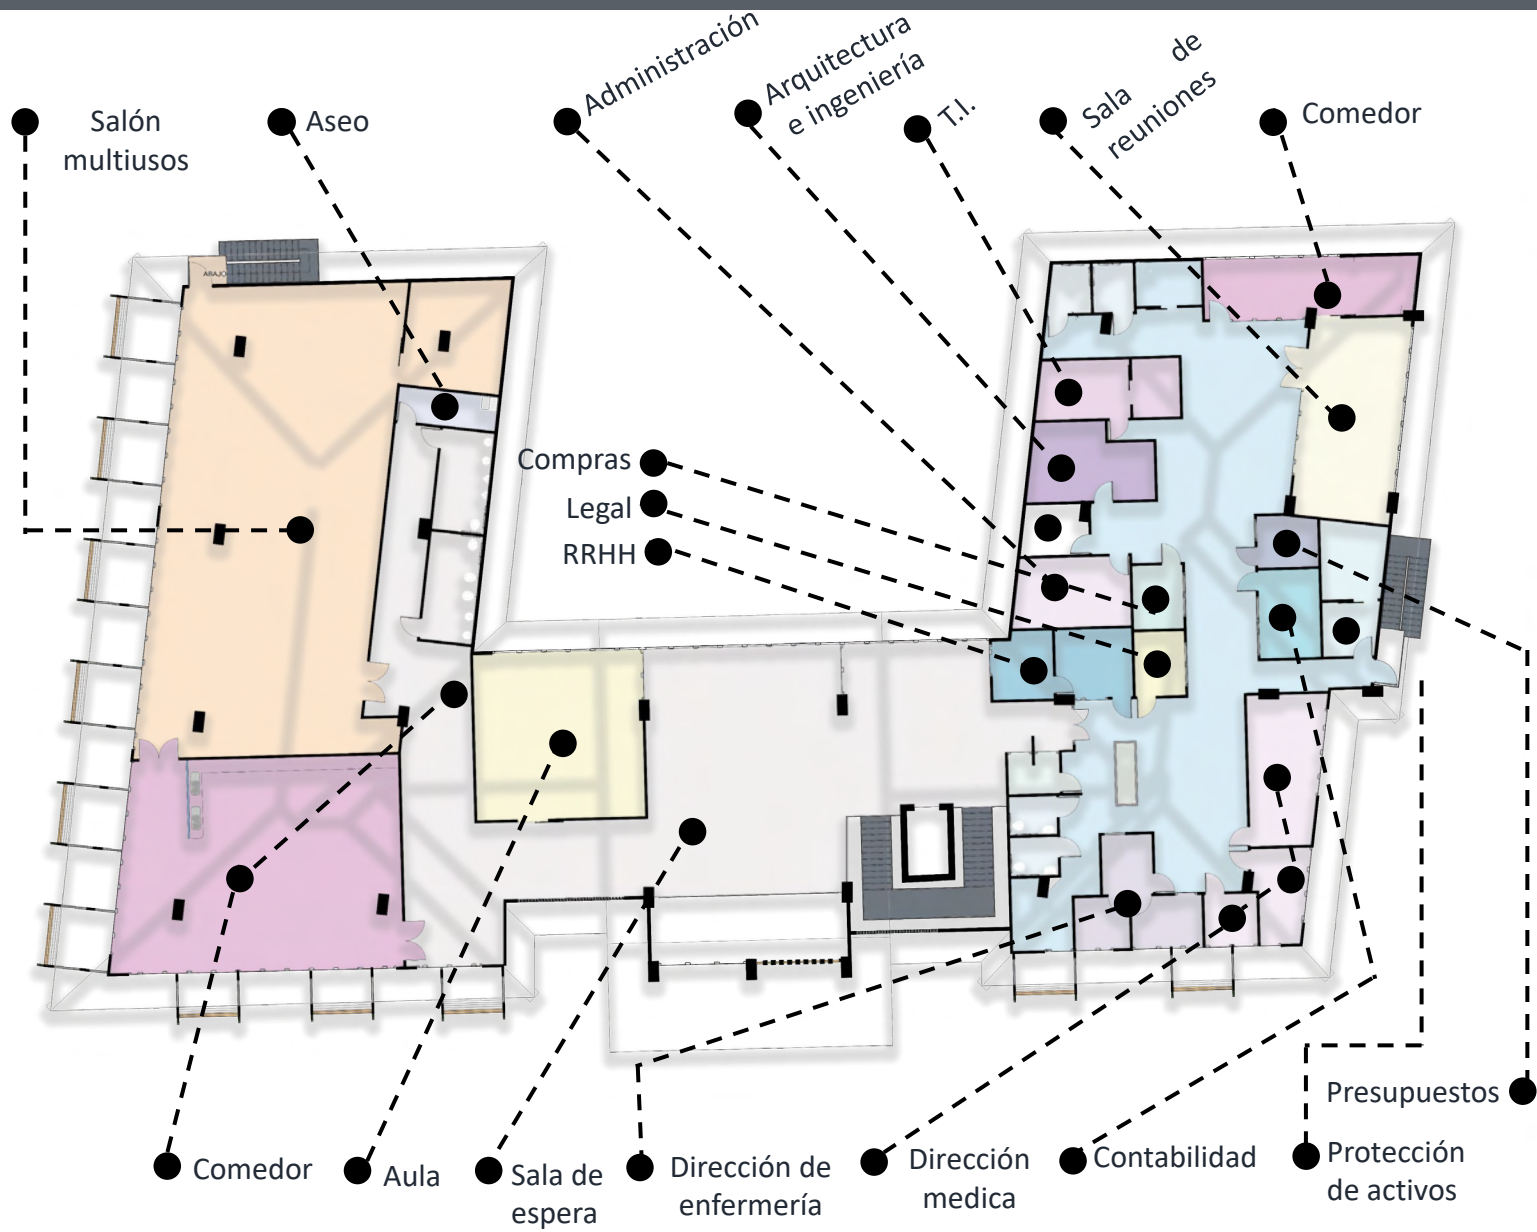 Salón
multiusos
Aseo
Administración
Arquitectura
e ingeniería
T.I.
Sala de
reuniones
Comedor
ABAJO
Compras
Legal
RRHH
Comedor
Aula
Sala de
espera
Dirección de
enfermería
Dirección
medica
Contabilidad
Presupuestos
Protección
de activos